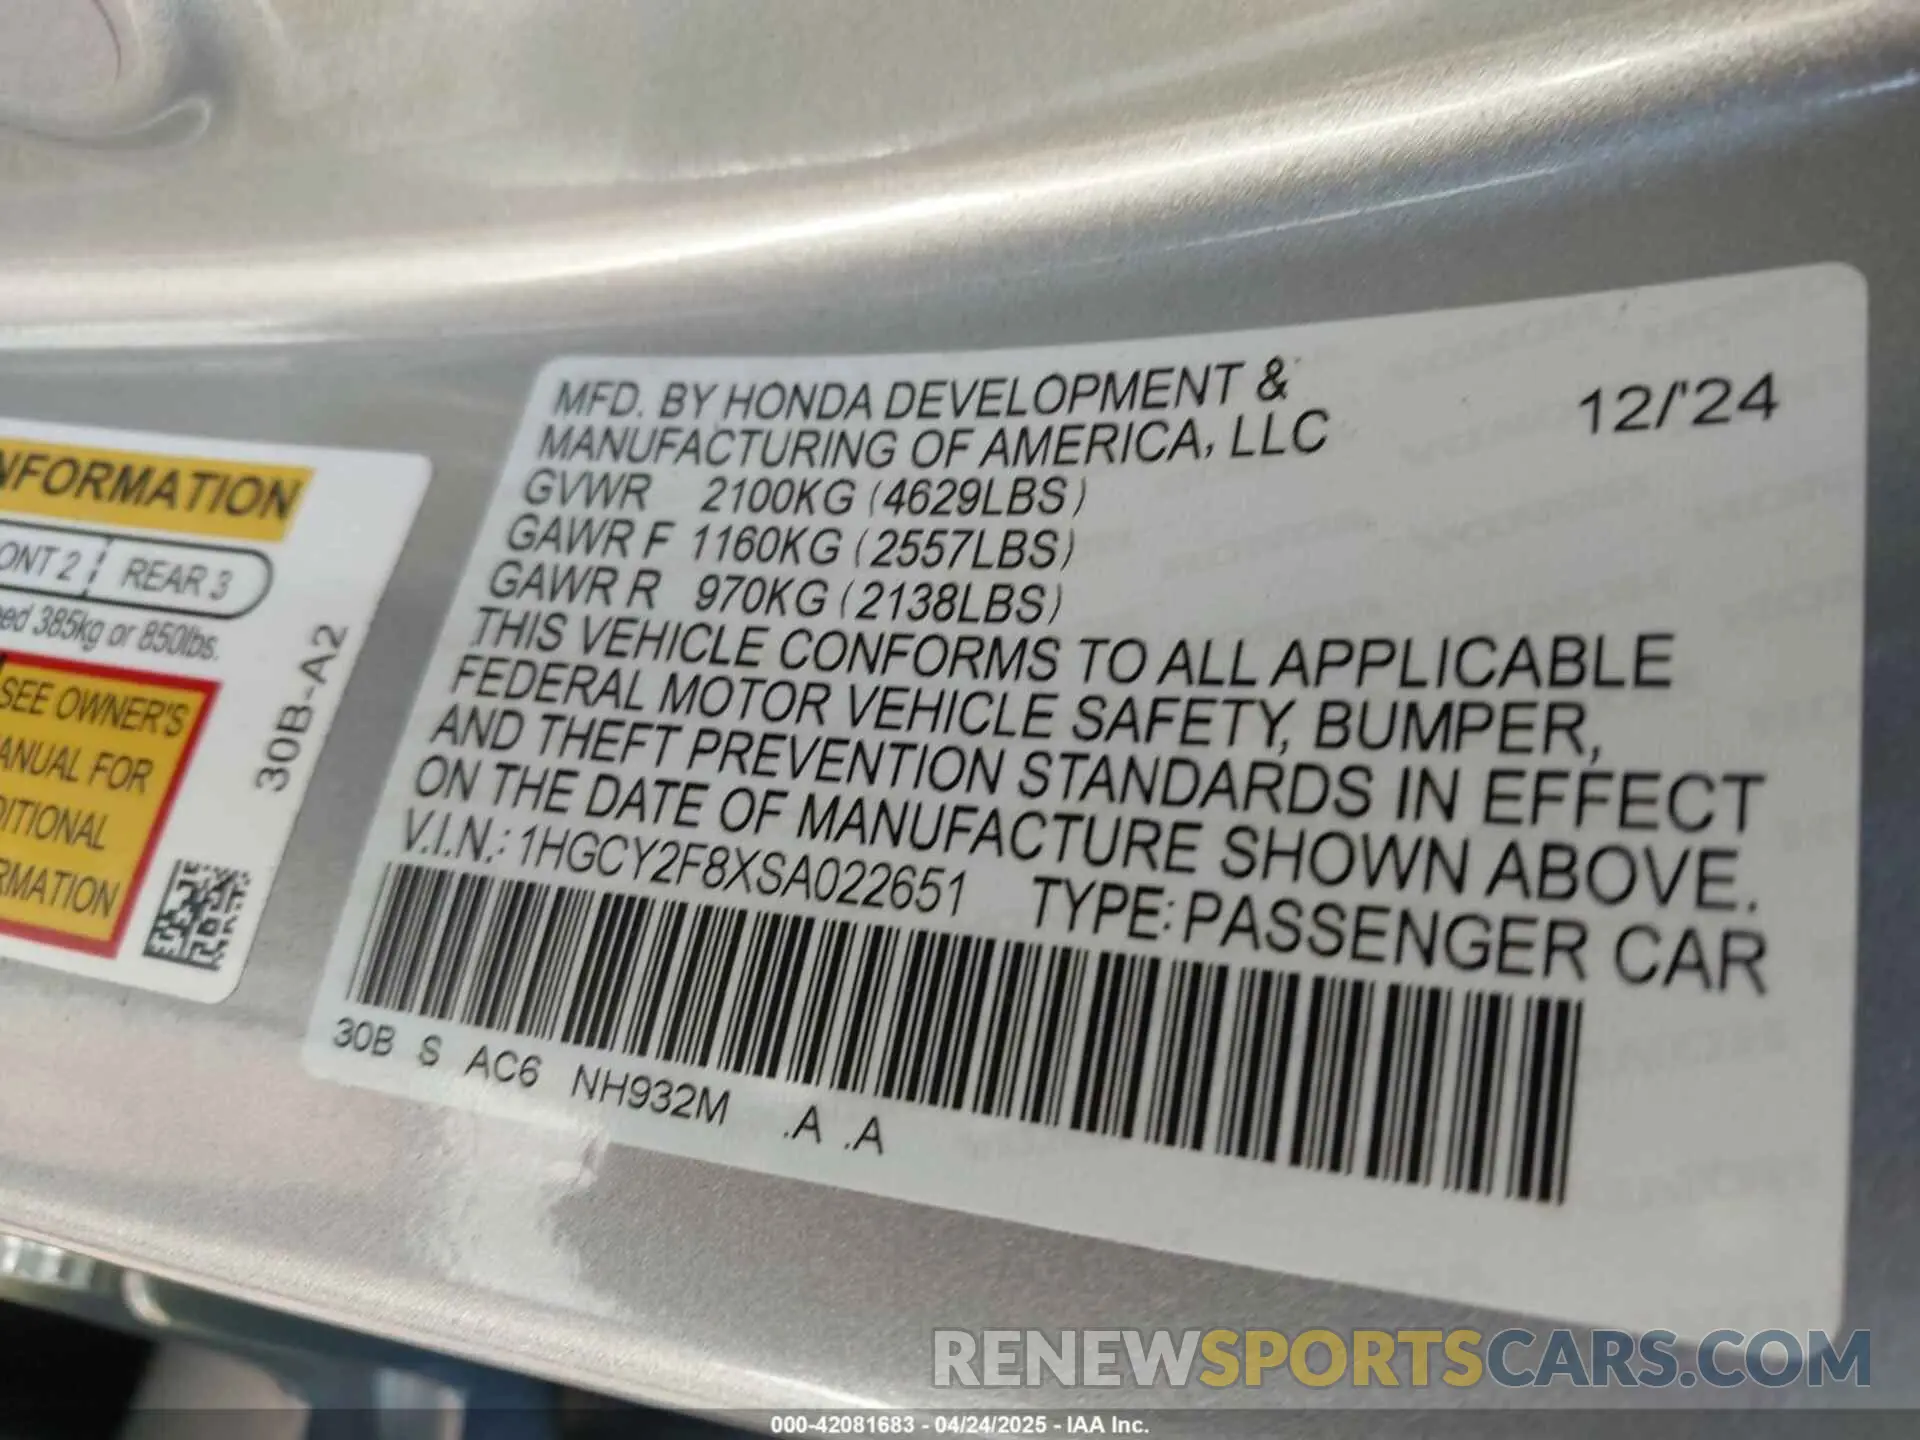 NFORMATION
ONT 2 REAR 3
ed 385kg or 850lbs.
SEE OWNER'S
ANUAL FOR
DITIONAL
RMATION
30B-A2
MFD. BY HONDA DEVELOPMENT &
MANUFACTURING OF AMERICA, LLC
12/'24
GVWR 2100KG (4629LBS)
GAWR F 1160KG (2557LBS)
GAWR R 970KG (2138LBS)
THIS VEHICLE CONFORMS TO ALL APPLICABLE
FEDERAL MOTOR VEHICLE SAFETY, BUMPER,
AND THEFT PREVENTION STANDARDS IN EFFECT
ON THE DATE OF MANUFACTURE SHOWN ABOVE.
V.I.N.: 1HGCY2F8XSA022651 TYPE: PASSENGER CAR
30B S AC6 NH932M .A .A
RENEWSPORTSCARS.COM
000-42081683 - 04/24/2025 - IAA Inc.